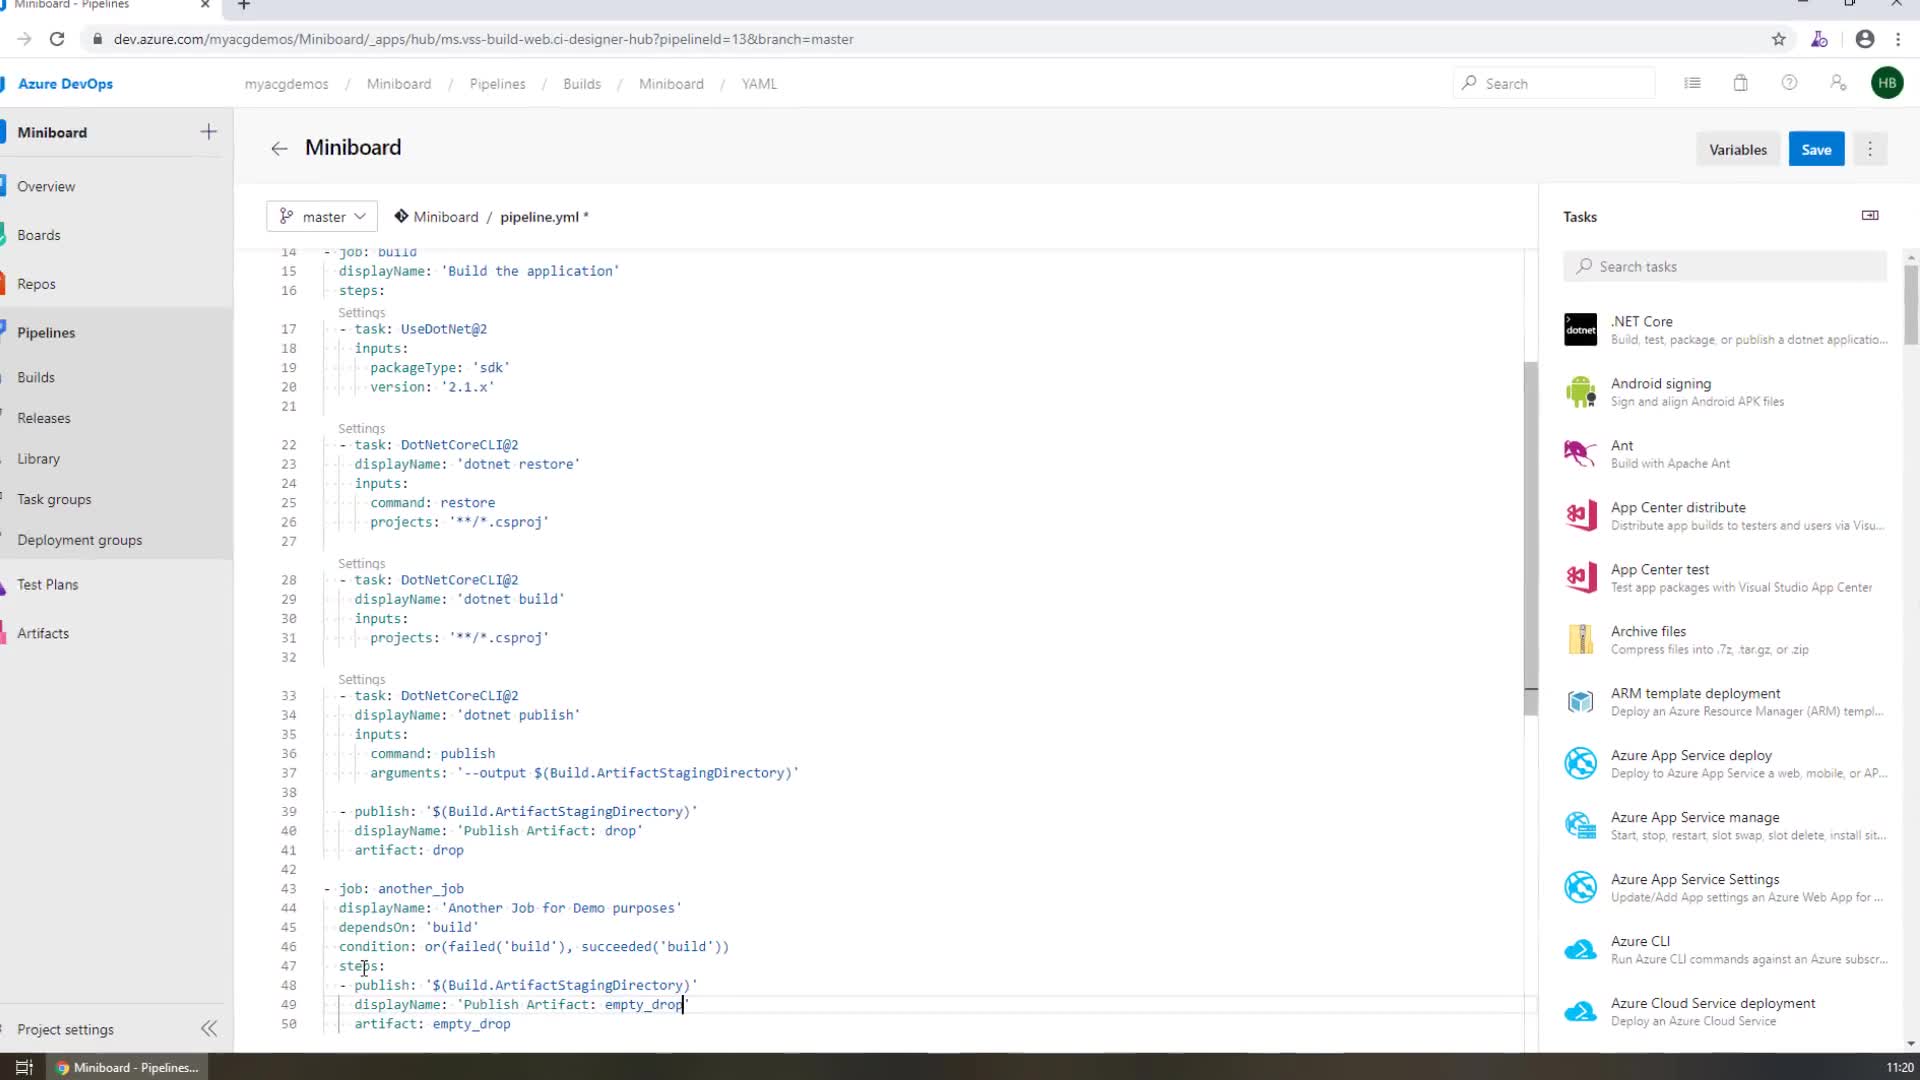 Miniboard - Pipelines
dev.azure.com/myacgdemos/Miniboard/_apps/hub/ms.vss-build-web.ci-designer-hub?pipelineId=13&branch=master
Azure DevOps
myacgdemos / Miniboard / Pipelines / Builds / Miniboard / YAML
Search
HB
Miniboard
Overview
Boards
Repos
Pipelines
Builds
Releases
Library
Task groups
Deployment groups
Test Plans
Artifacts
Project settings
Miniboard
Variables
Save
master
Miniboard / pipeline.yml *
14 - job: build
15 displayName: 'Build the application'
16 steps:
Settings
17 - task: UseDotNet@2
18 inputs:
19 packageType: 'sdk'
20 version: '2.1.x'
21
Settings
22 - task: DotNetCoreCLI@2
23 displayName: 'dotnet restore'
24 inputs:
25 command: restore
26 projects: '**/*.csproj'
27
Settings
28 - task: DotNetCoreCLI@2
29 displayName: 'dotnet build'
30 inputs:
31 projects: '**/*.csproj'
32
Settings
33 - task: DotNetCoreCLI@2
34 displayName: 'dotnet publish'
35 inputs:
36 command: publish
37 arguments: '--output $(Build.ArtifactStagingDirectory)'
38
39 - publish: '$(Build.ArtifactStagingDirectory)'
40 displayName: 'Publish Artifact: drop'
41 artifact: drop
42
43 - job: another_job
44 displayName: 'Another Job for Demo purposes'
45 dependsOn: 'build'
46 condition: or(failed('build'), succeeded('build'))
47 steps:
48 - publish: '$(Build.ArtifactStagingDirectory)'
49 displayName: 'Publish Artifact: empty_drop'
50 artifact: empty_drop
Tasks
Search tasks
dotnet
.NET Core
Build, test, package, or publish a dotnet applicatio...
Android signing
Sign and align Android APK files
Ant
Build with Apache Ant
App Center distribute
Distribute app builds to testers and users via Visu...
App Center test
Test app packages with Visual Studio App Center
Archive files
Compress files into .7z, .tar.gz, or .zip
ARM template deployment
Deploy an Azure Resource Manager (ARM) templ...
Azure App Service deploy
Deploy to Azure App Service a web, mobile, or AP...
Azure App Service manage
Start, stop, restart, slot swap, slot delete, install sit...
Azure App Service Settings
Update/Add App settings an Azure Web App for ...
Azure CLI
Run Azure CLI commands against an Azure subscr...
Azure Cloud Service deployment
Deploy an Azure Cloud Service
Miniboard - Pipelines...
11:20